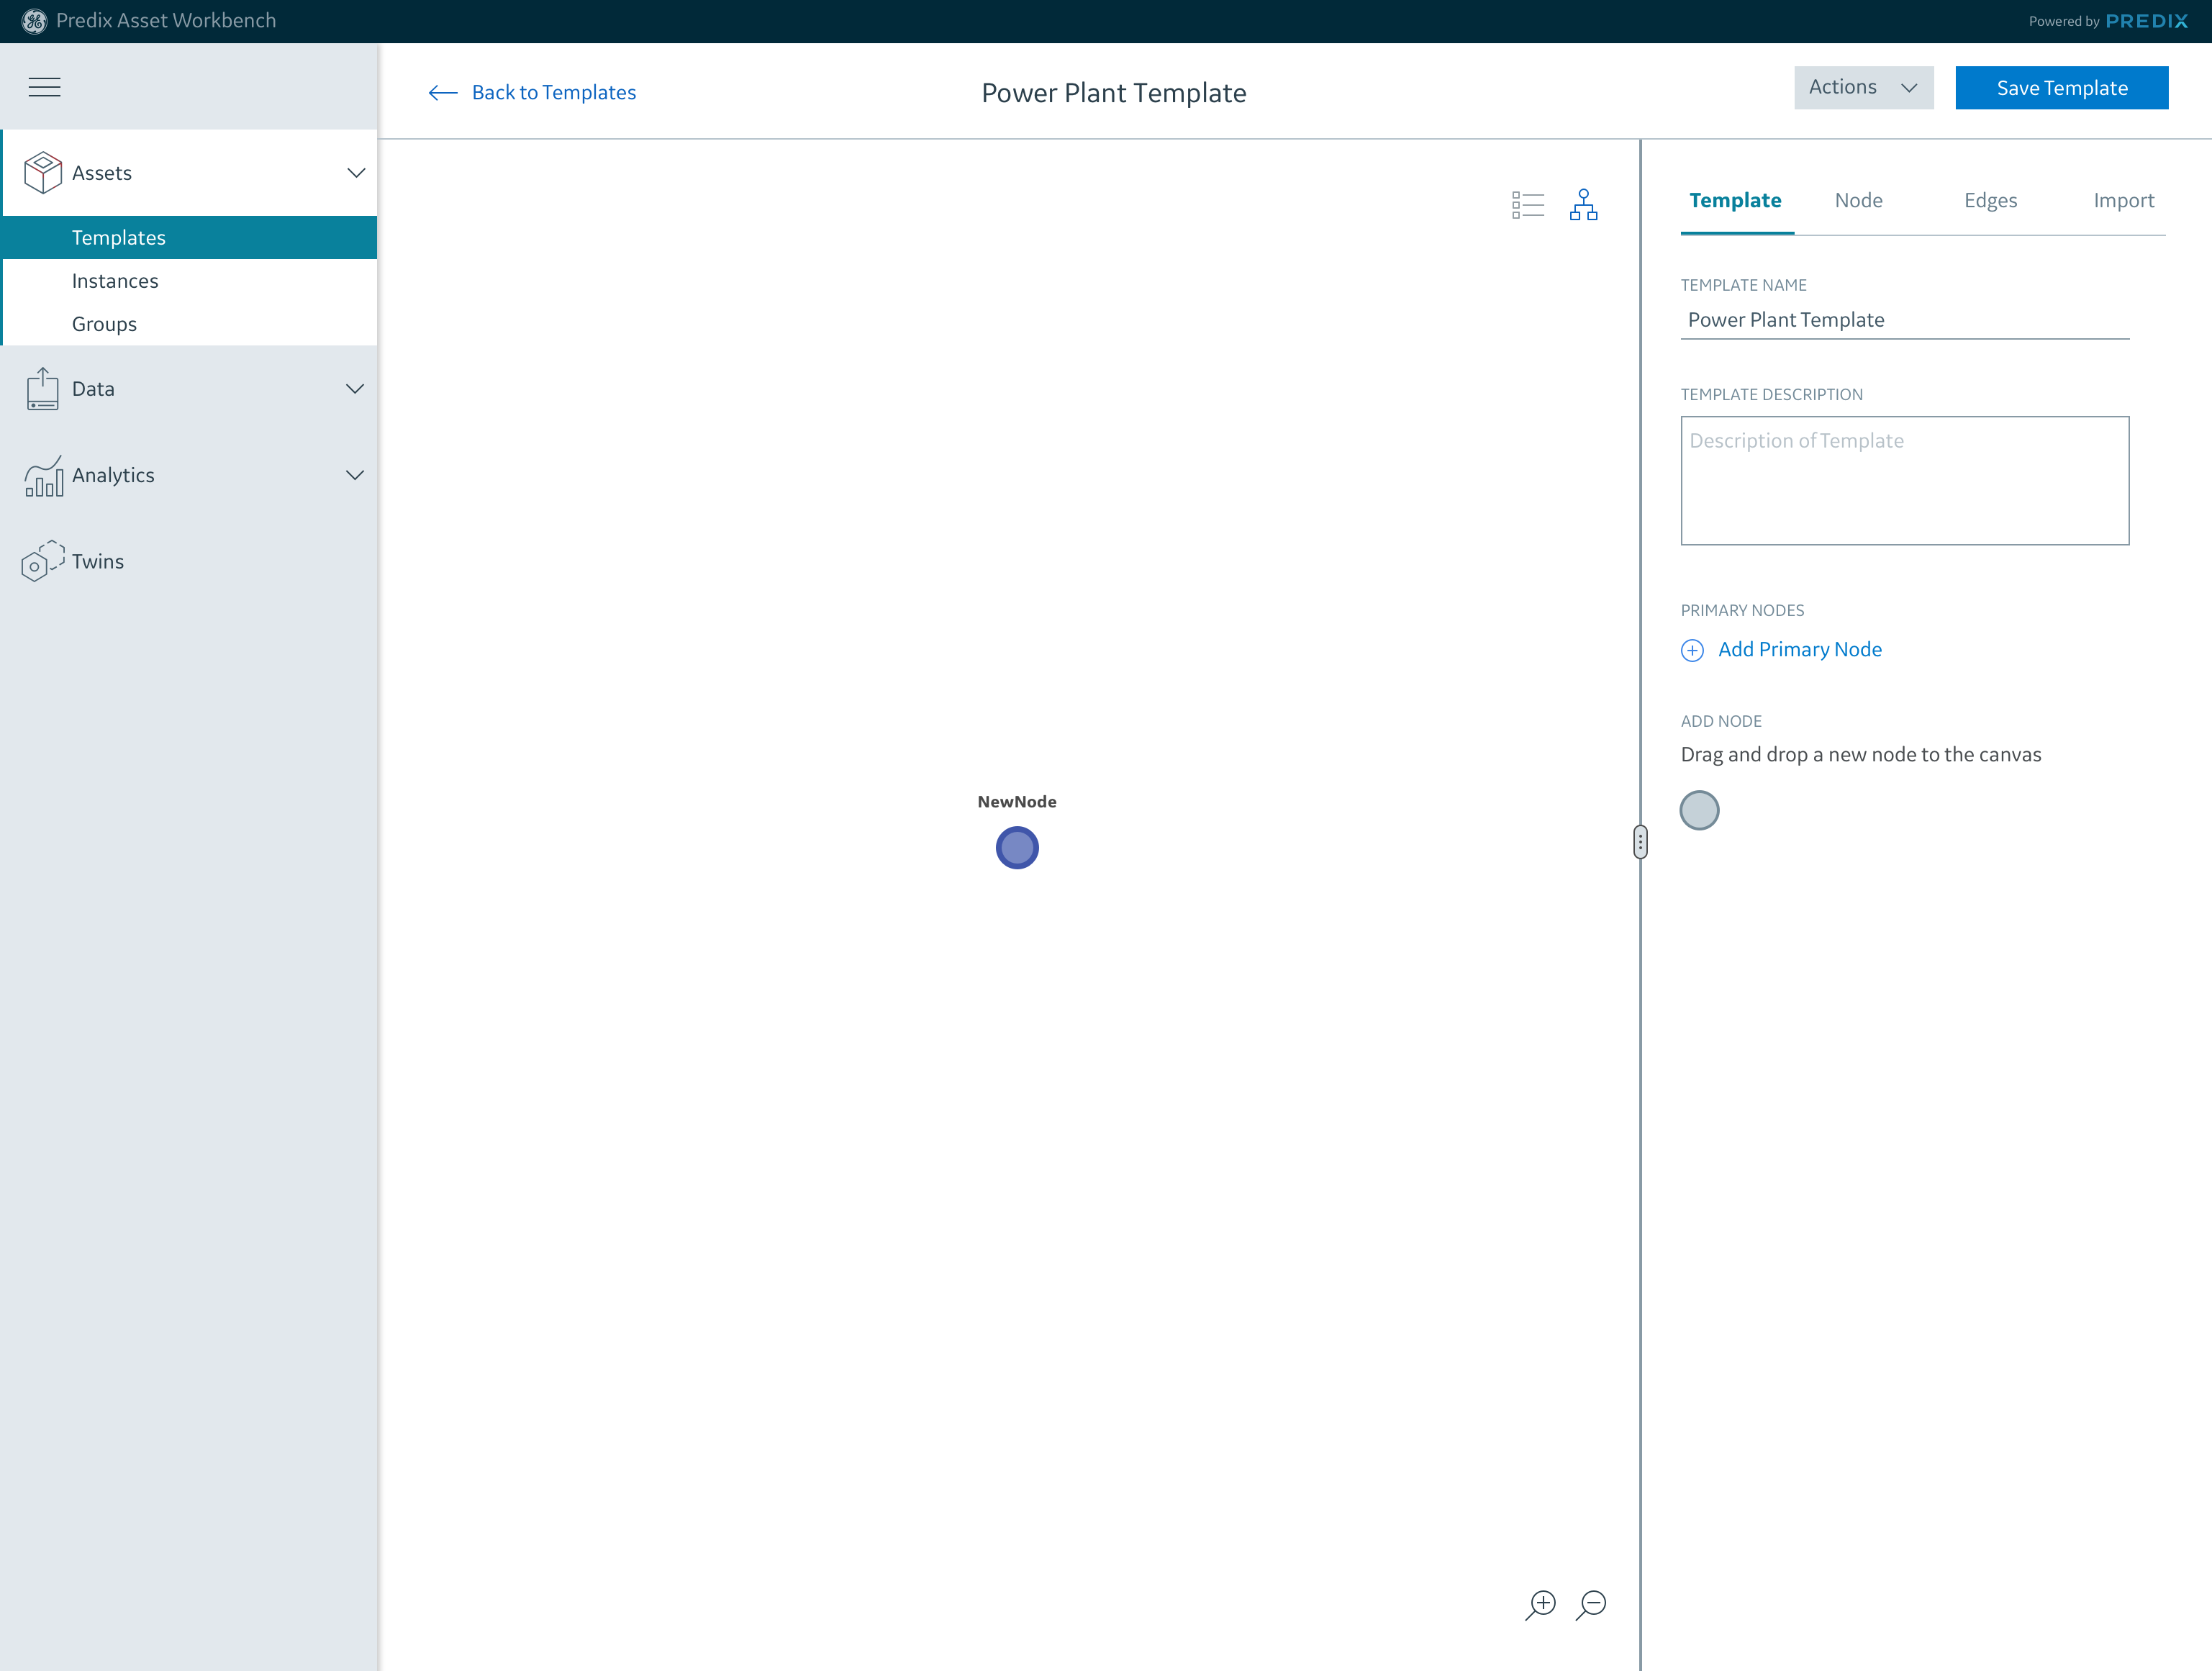 Predix Asset Workbench
Powered by PREDIX
Back to Templates
Power Plant Template
Actions
Save Template
Assets
Templates
Instances
Groups
Data
Analytics
Twins
NewNode
Template Node Edges Import
TEMPLATE NAME
Power Plant Template
TEMPLATE DESCRIPTION
Description of Template
PRIMARY NODES
Add Primary Node
ADD NODE
Drag and drop a new node to the canvas